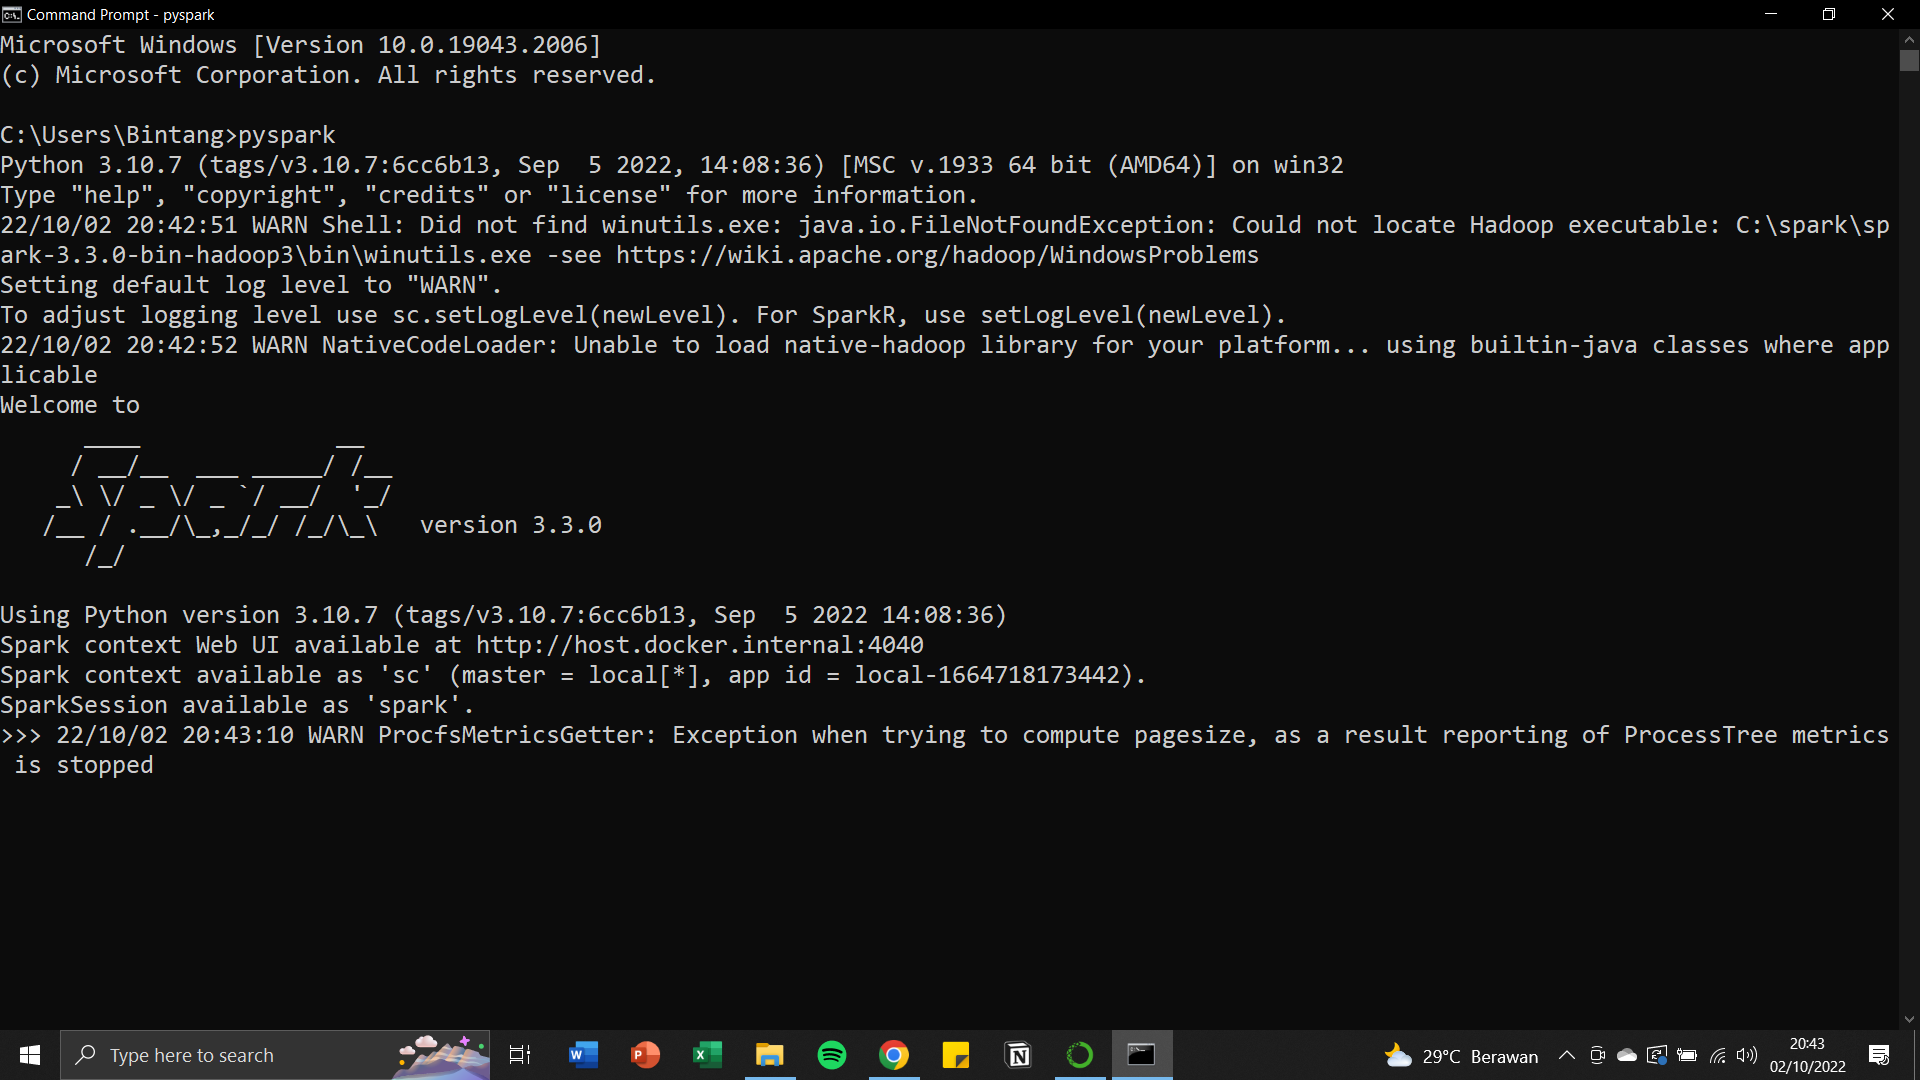 Command Prompt - pyspark
Microsoft Windows [Version 10.0.19043.2006]
(c) Microsoft Corporation. All rights reserved.
C:\Users\Bintang>pyspark
Python 3.10.7 (tags/v3.10.7:6cc6b13, Sep  5 2022, 14:08:36) [MSC v.1933 64 bit (AMD64)] on win32
Type "help", "copyright", "credits" or "license" for more information.
22/10/02 20:42:51 WARN Shell: Did not find winutils.exe: java.io.FileNotFoundException: Could not locate Hadoop executable: C:\spark\sp
ark-3.3.0-bin-hadoop3\bin\winutils.exe -see https://wiki.apache.org/hadoop/WindowsProblems
Setting default log level to "WARN".
To adjust logging level use sc.setLogLevel(newLevel). For SparkR, use setLogLevel(newLevel).
22/10/02 20:42:52 WARN NativeCodeLoader: Unable to load native-hadoop library for your platform... using builtin-java classes where app
licable
Welcome to
      ____              __
     / __/__  ___ _____/ /__
    _\ \/ _ \/ _ `/ __/  '_/
   /__ / .__/\_,_/_/ /_/\_\   version 3.3.0
      /_/
Using Python version 3.10.7 (tags/v3.10.7:6cc6b13, Sep  5 2022 14:08:36)
Spark context Web UI available at http://host.docker.internal:4040
Spark context available as 'sc' (master = local[*], app id = local-1664718173442).
SparkSession available as 'spark'.
>>> 22/10/02 20:43:10 WARN ProcfsMetricsGetter: Exception when trying to compute pagesize, as a result reporting of ProcessTree metrics
 is stopped
Type here to search
29°C Berawan
20:43
02/10/2022